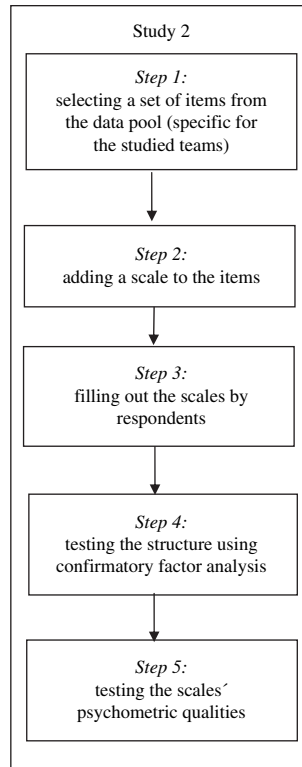 Study 2
Step 1:
selecting a set of items from
the data pool (specific for
the studied teams)
Step 2:
adding a scale to the items
Step 3:
filling out the scales by
respondents
Step 4:
testing the structure using
confirmatory factor analysis
Step 5:
testing the scales´
psychometric qualities